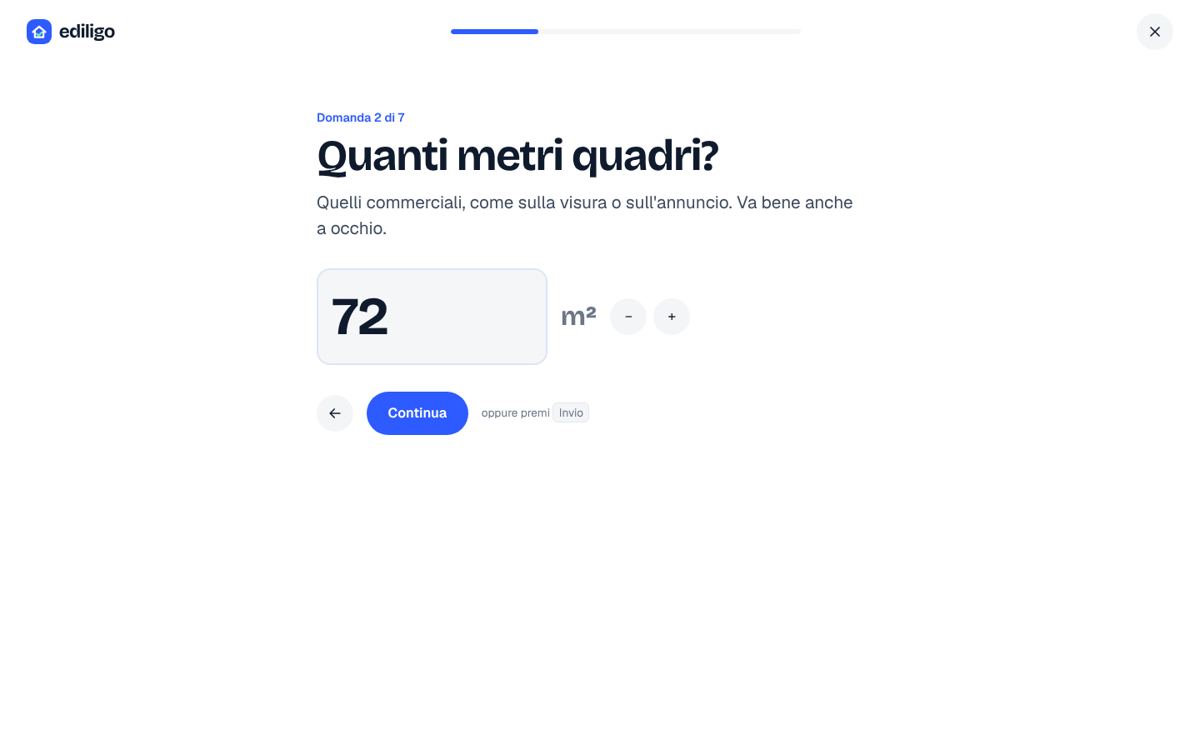 ediligo
Domanda 2 di 7
Quanti metri quadri?
Quelli commerciali, come sulla visura o sull'annuncio. Va bene anche
a occhio.
72 m² − +
← Continua oppure premi Invio